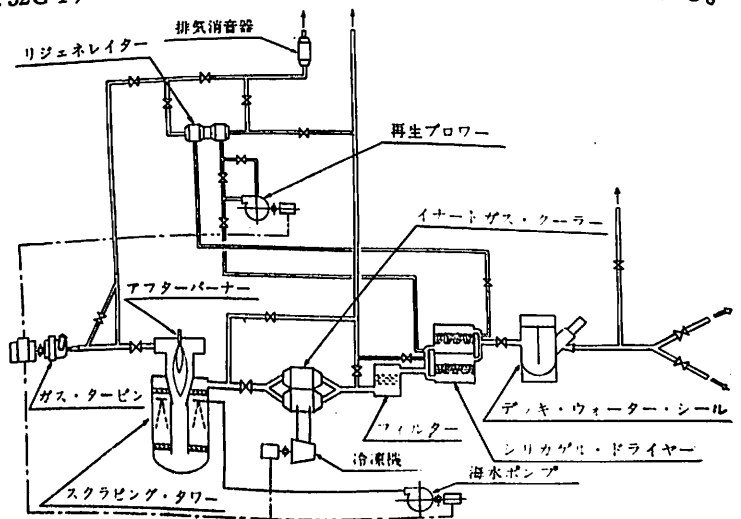 排気消音器
リジェネレイター
再生ブロワー
イナートガス・クーラー
アフターバーナー
ガス・タービン
フィルター
デッキ・ウォーター・シール
シリカゲル・ドライヤー
冷凍機
海水ポンプ
スクラビング・タワー